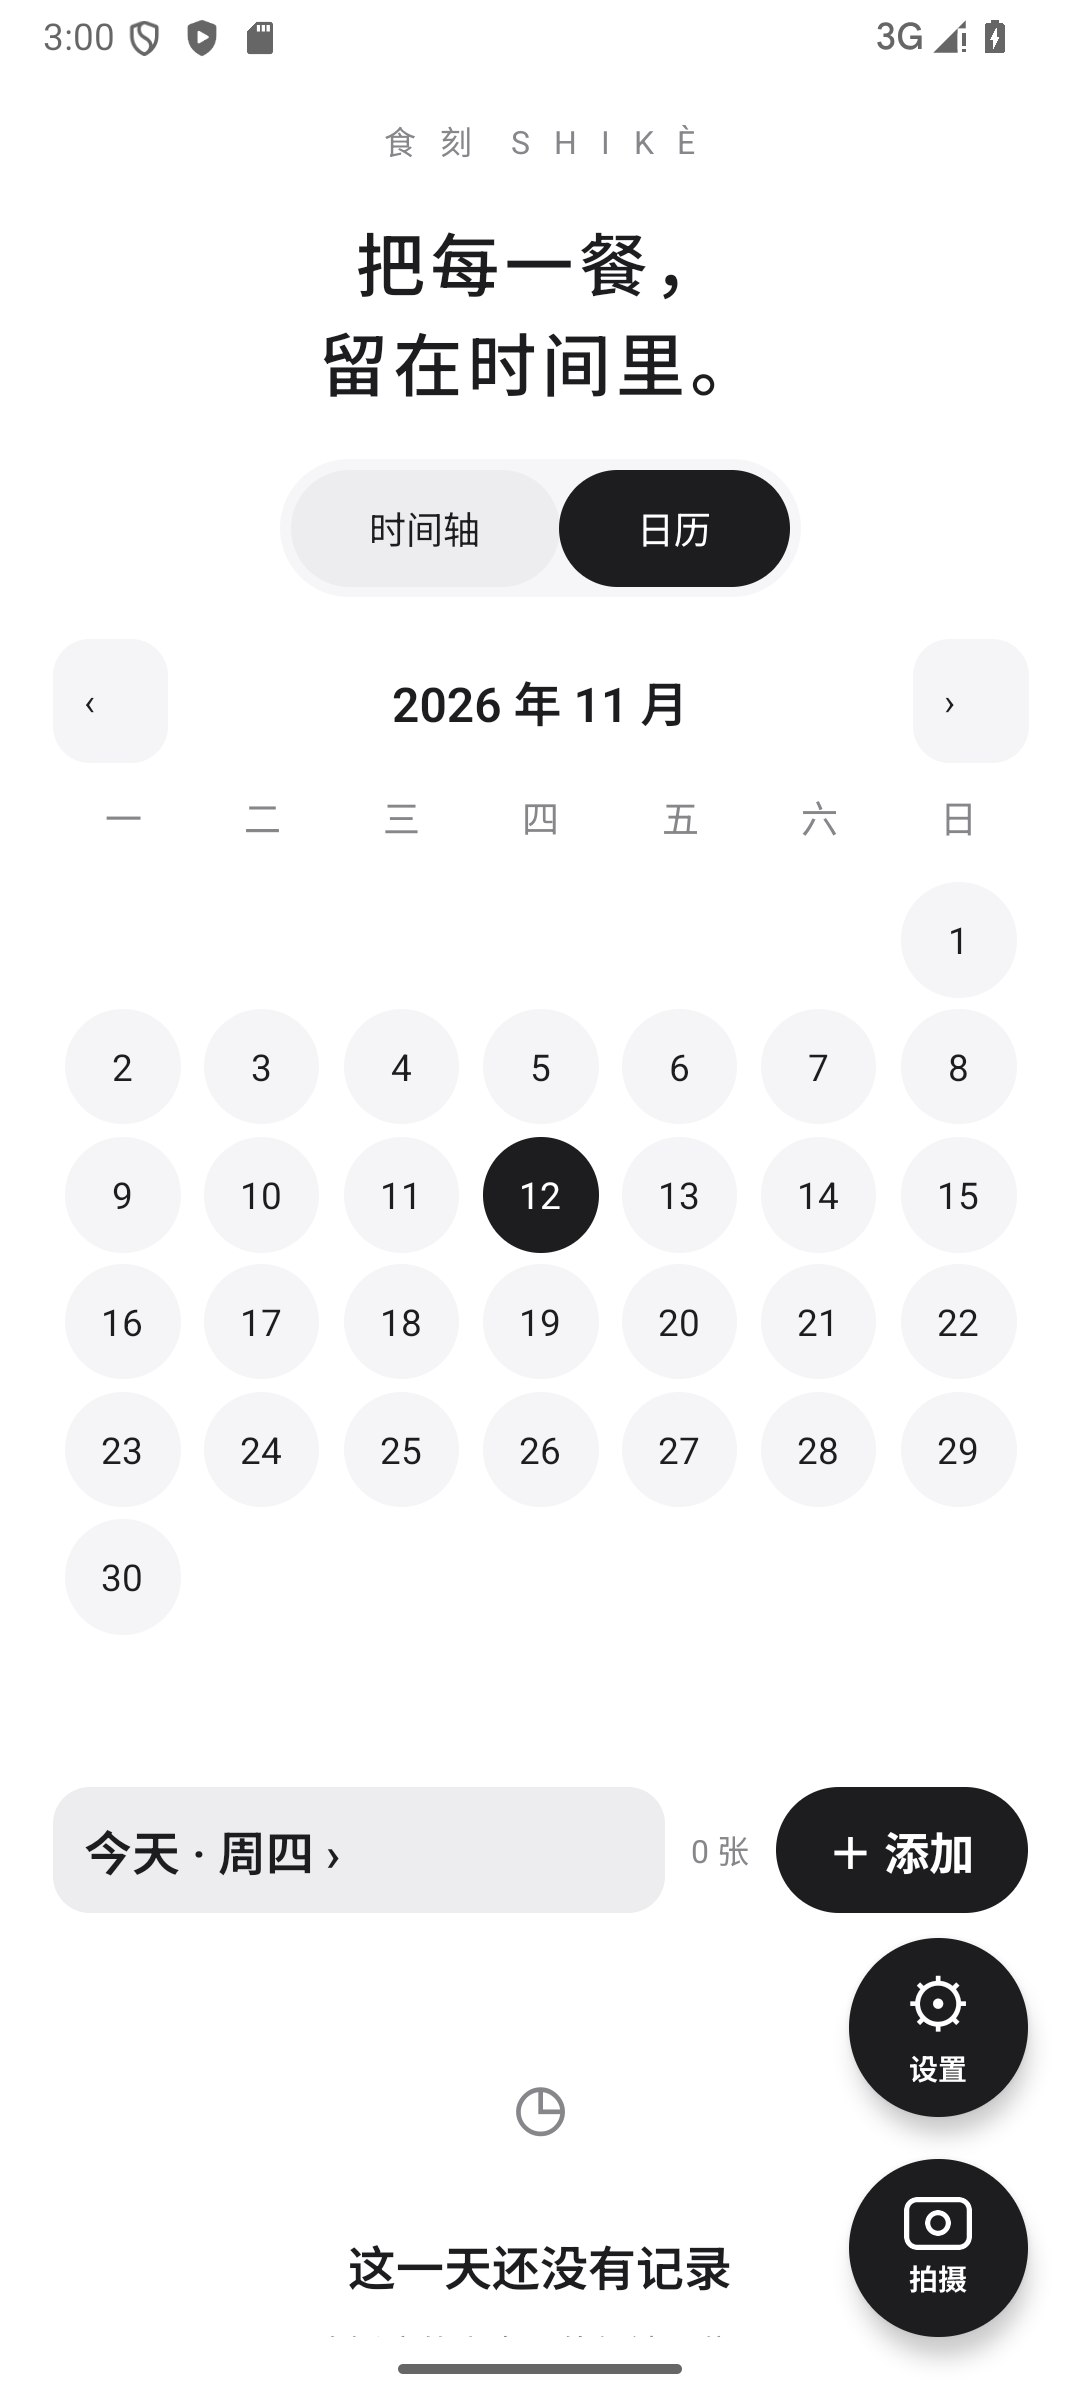 3:00 3G
食刻 SHIKÈ
把每一餐，
留在时间里。
时间轴 日历
‹ 2026 年 11 月 ›
一 二 三 四 五 六 日
1
2 3 4 5 6 7 8
9 10 11 12 13 14 15
16 17 18 19 20 21 22
23 24 25 26 27 28 29
30
今天 · 周四 › 0 张 ＋ 添加
设置
这一天还没有记录
拍摄